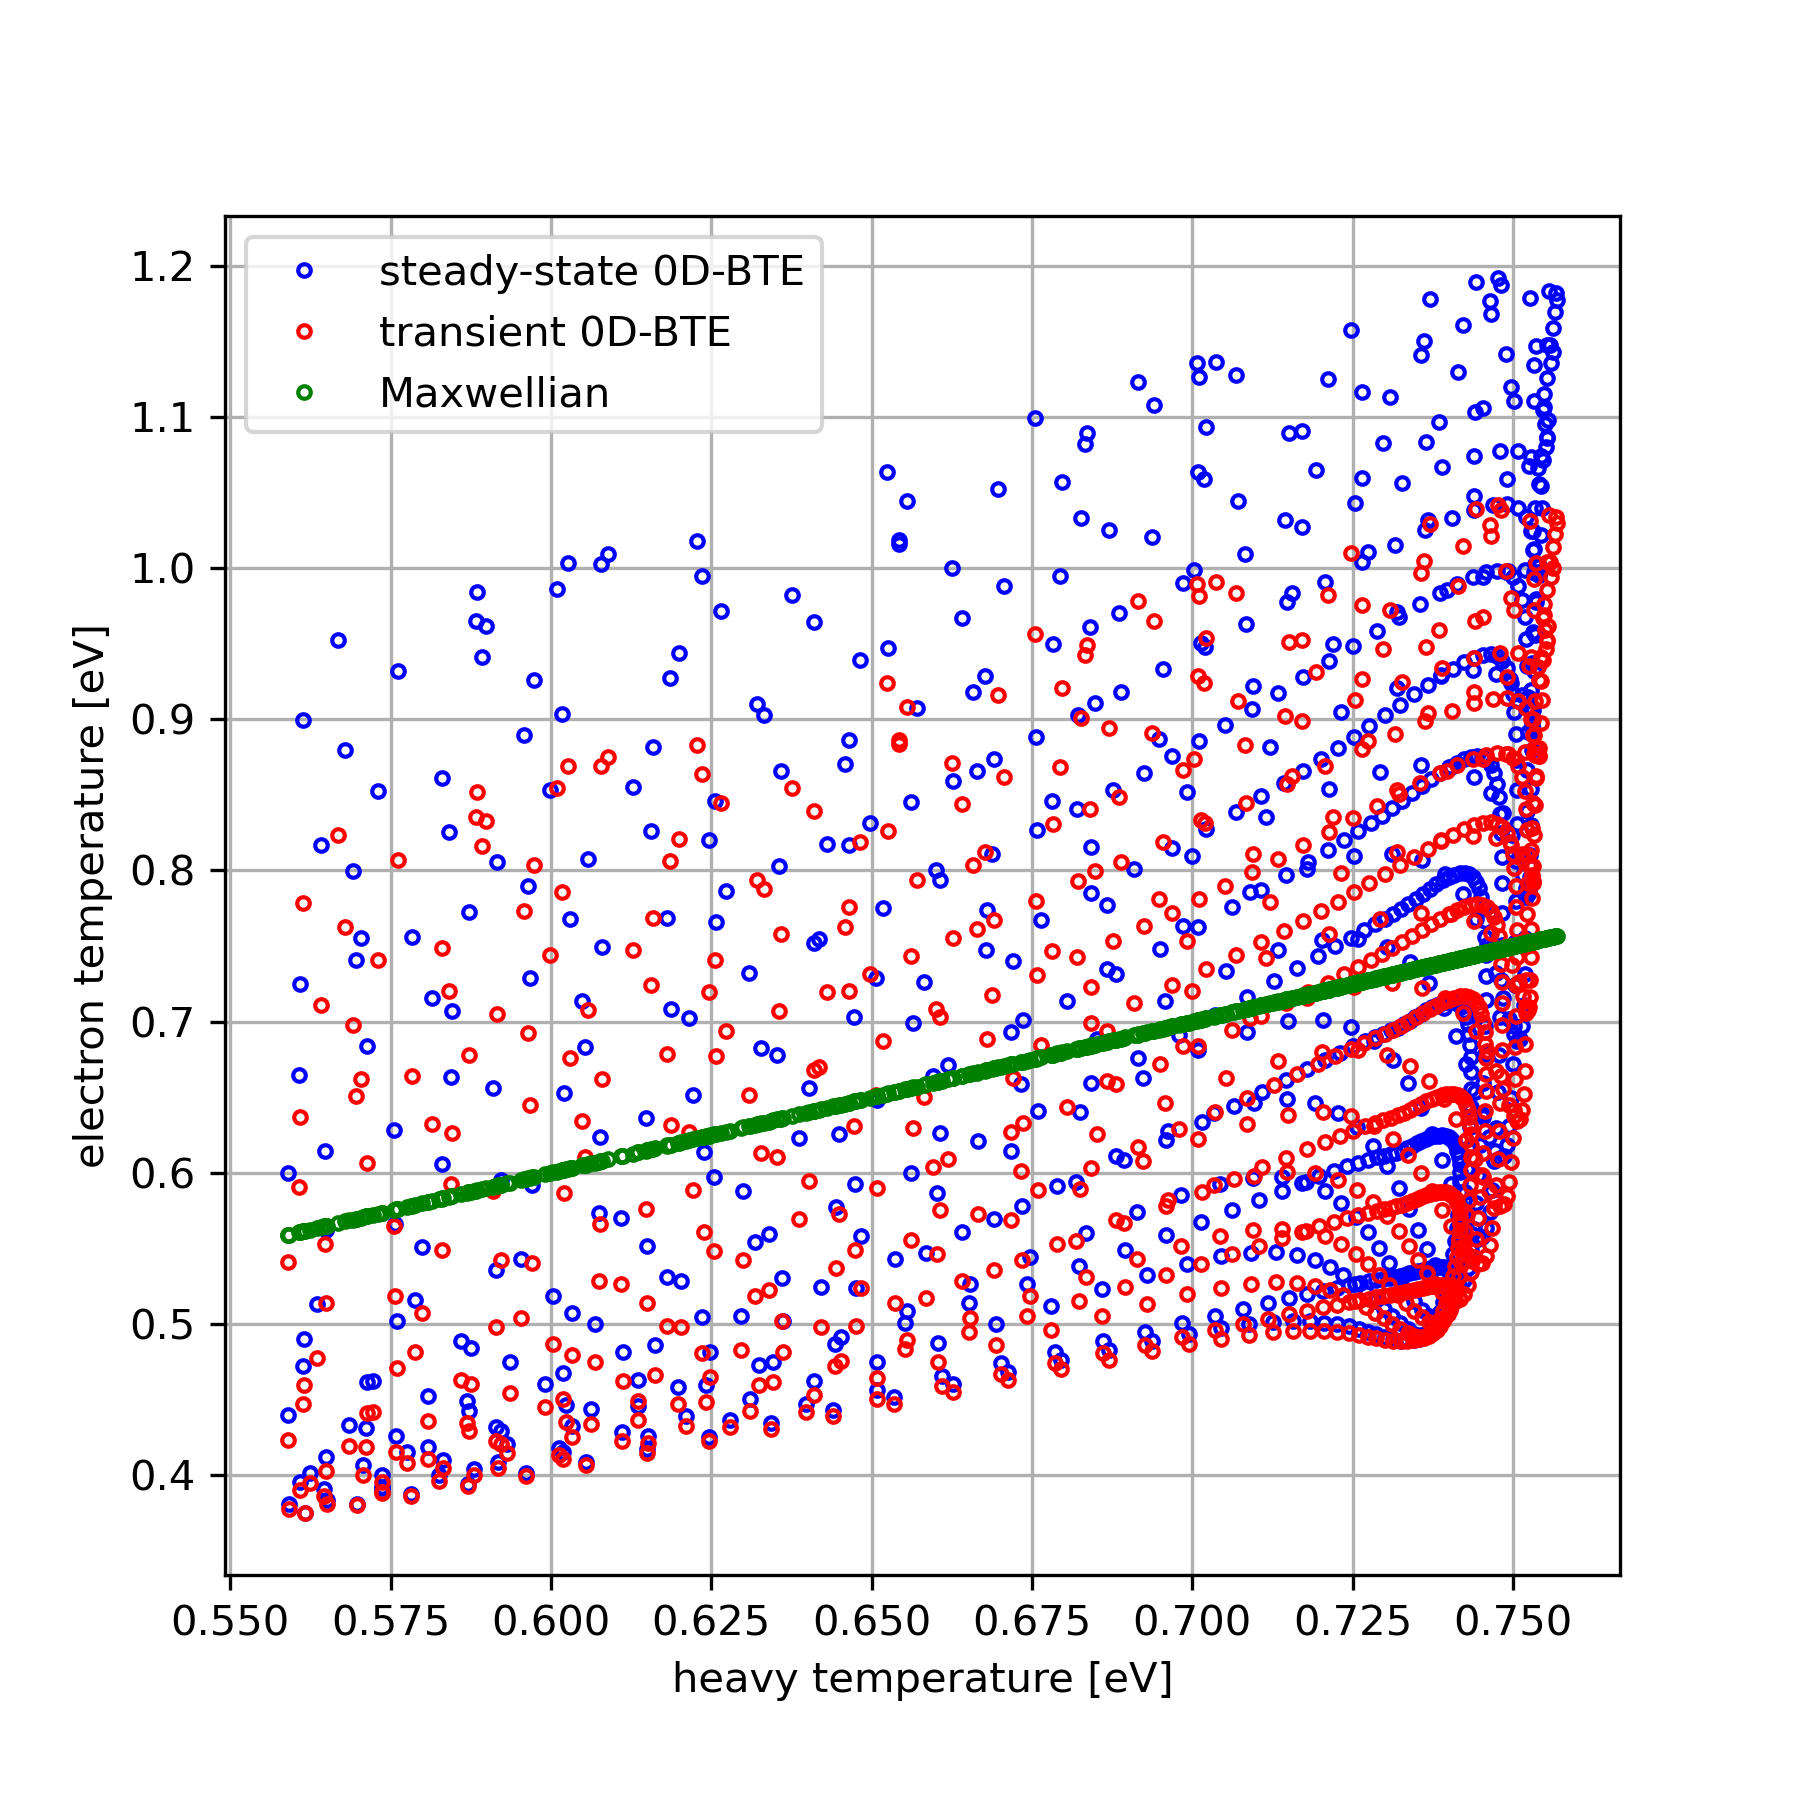 steady-state 0D-BTE
transient 0D-BTE
Maxwellian
1.2
1.1
1.0
0.9
0.8
0.7
0.6
0.5
0.4
electron temperature [eV]
0.550 0.575 0.600 0.625 0.650 0.675 0.700 0.725 0.750
heavy temperature [eV]